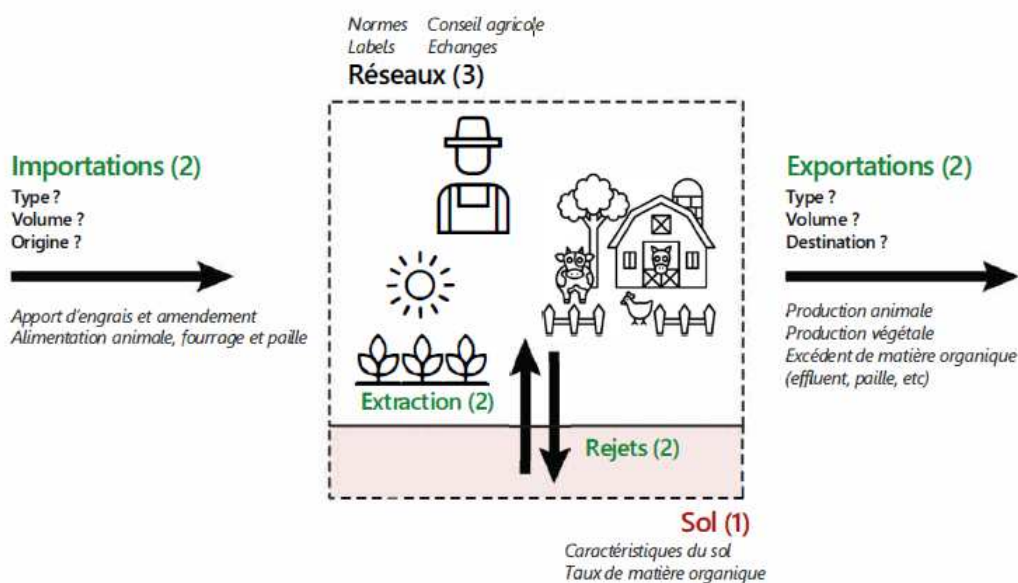 Normes Conseil agricole
Labels Echanges
Réseaux (3)
Importations (2)
Type ?
Volume ?
Origine ?
Apport d'engrais et amendement
Alimentation animale, fourrage et paille
Extraction (2)
Rejets (2)
Exportations (2)
Type ?
Volume ?
Destination ?
Production animale
Production végétale
Excédent de matière organique
(effluent, paille, etc)
Sol (1)
Caractéristiques du sol
Taux de matière organique